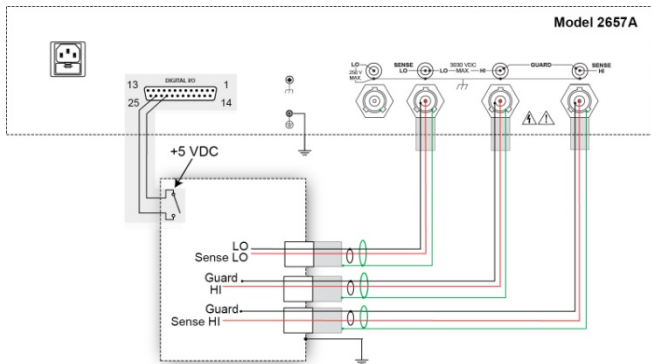 Model 2657A
LO
250 V
MAX
SENSE
LO
LO
3030 VDC
MAX
HI
GUARD
SENSE
HI
DIGITAL I/O
13
1
25
14
+5 VDC
LO
Sense LO
Guard
HI
Guard
Sense HI